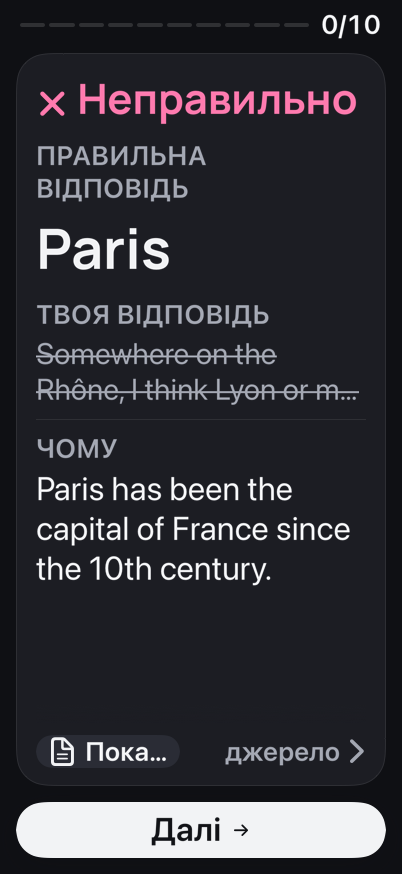 0/10
× Неправильно
ПРАВИЛЬНА
ВІДПОВІДЬ
Paris
ТВОЯ ВІДПОВІДЬ
Somewhere on the
Rhône, I think Lyon or m...
ЧОМУ
Paris has been the
capital of France since
the 10th century.
Пока...
джерело
Далі →